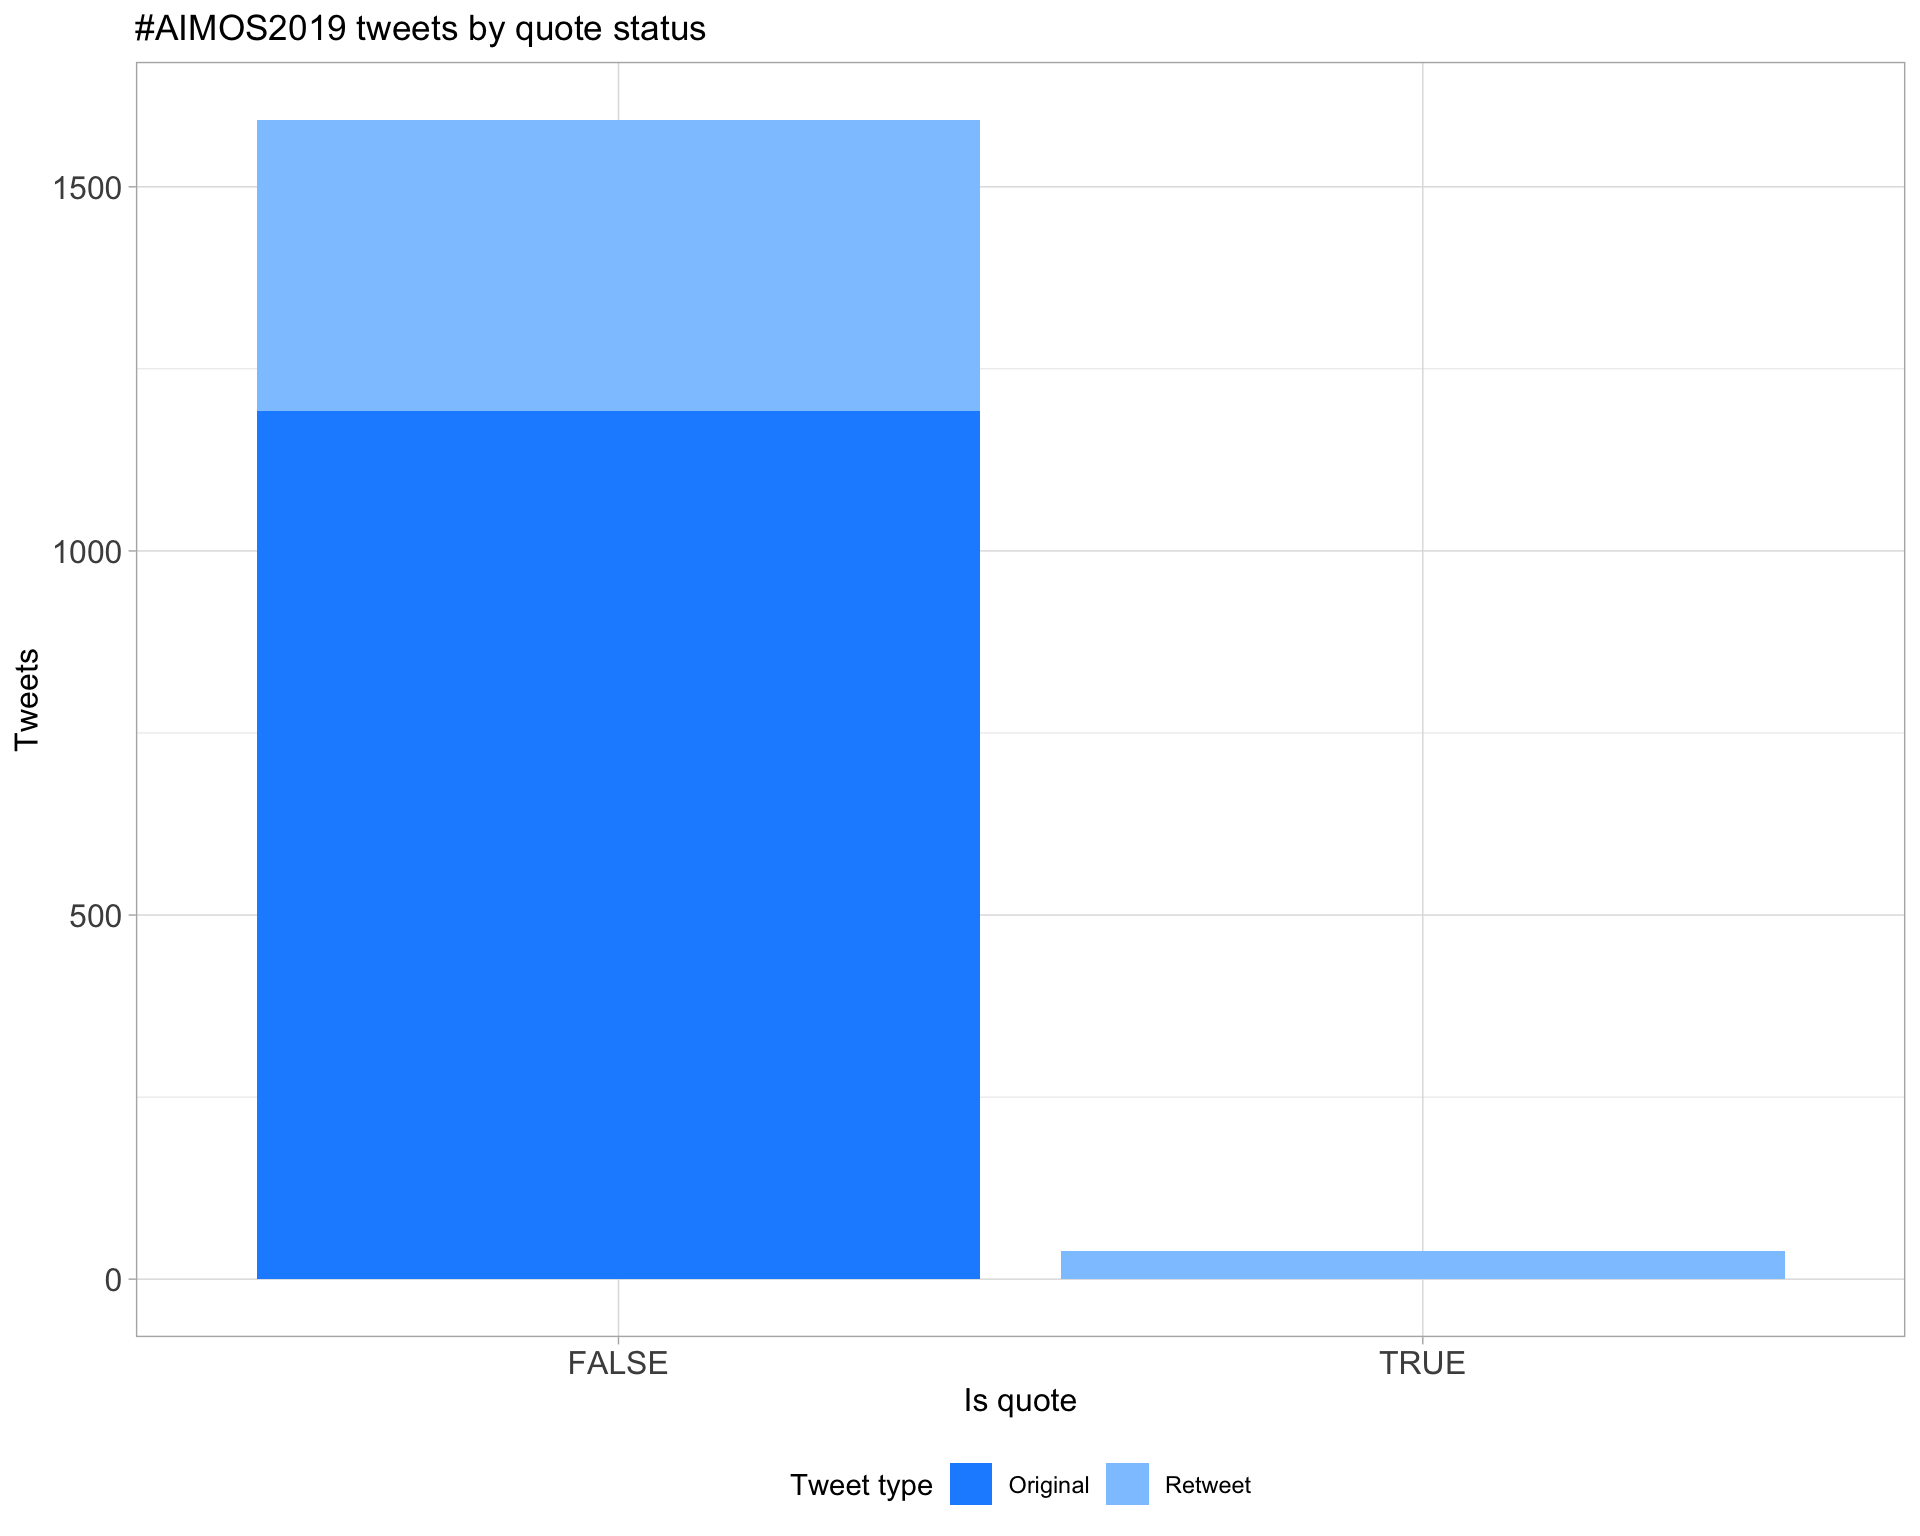 #AIMOS2019 tweets by quote status
Tweets
1500
1000
500
0
FALSE TRUE
Is quote
Tweet type Original Retweet